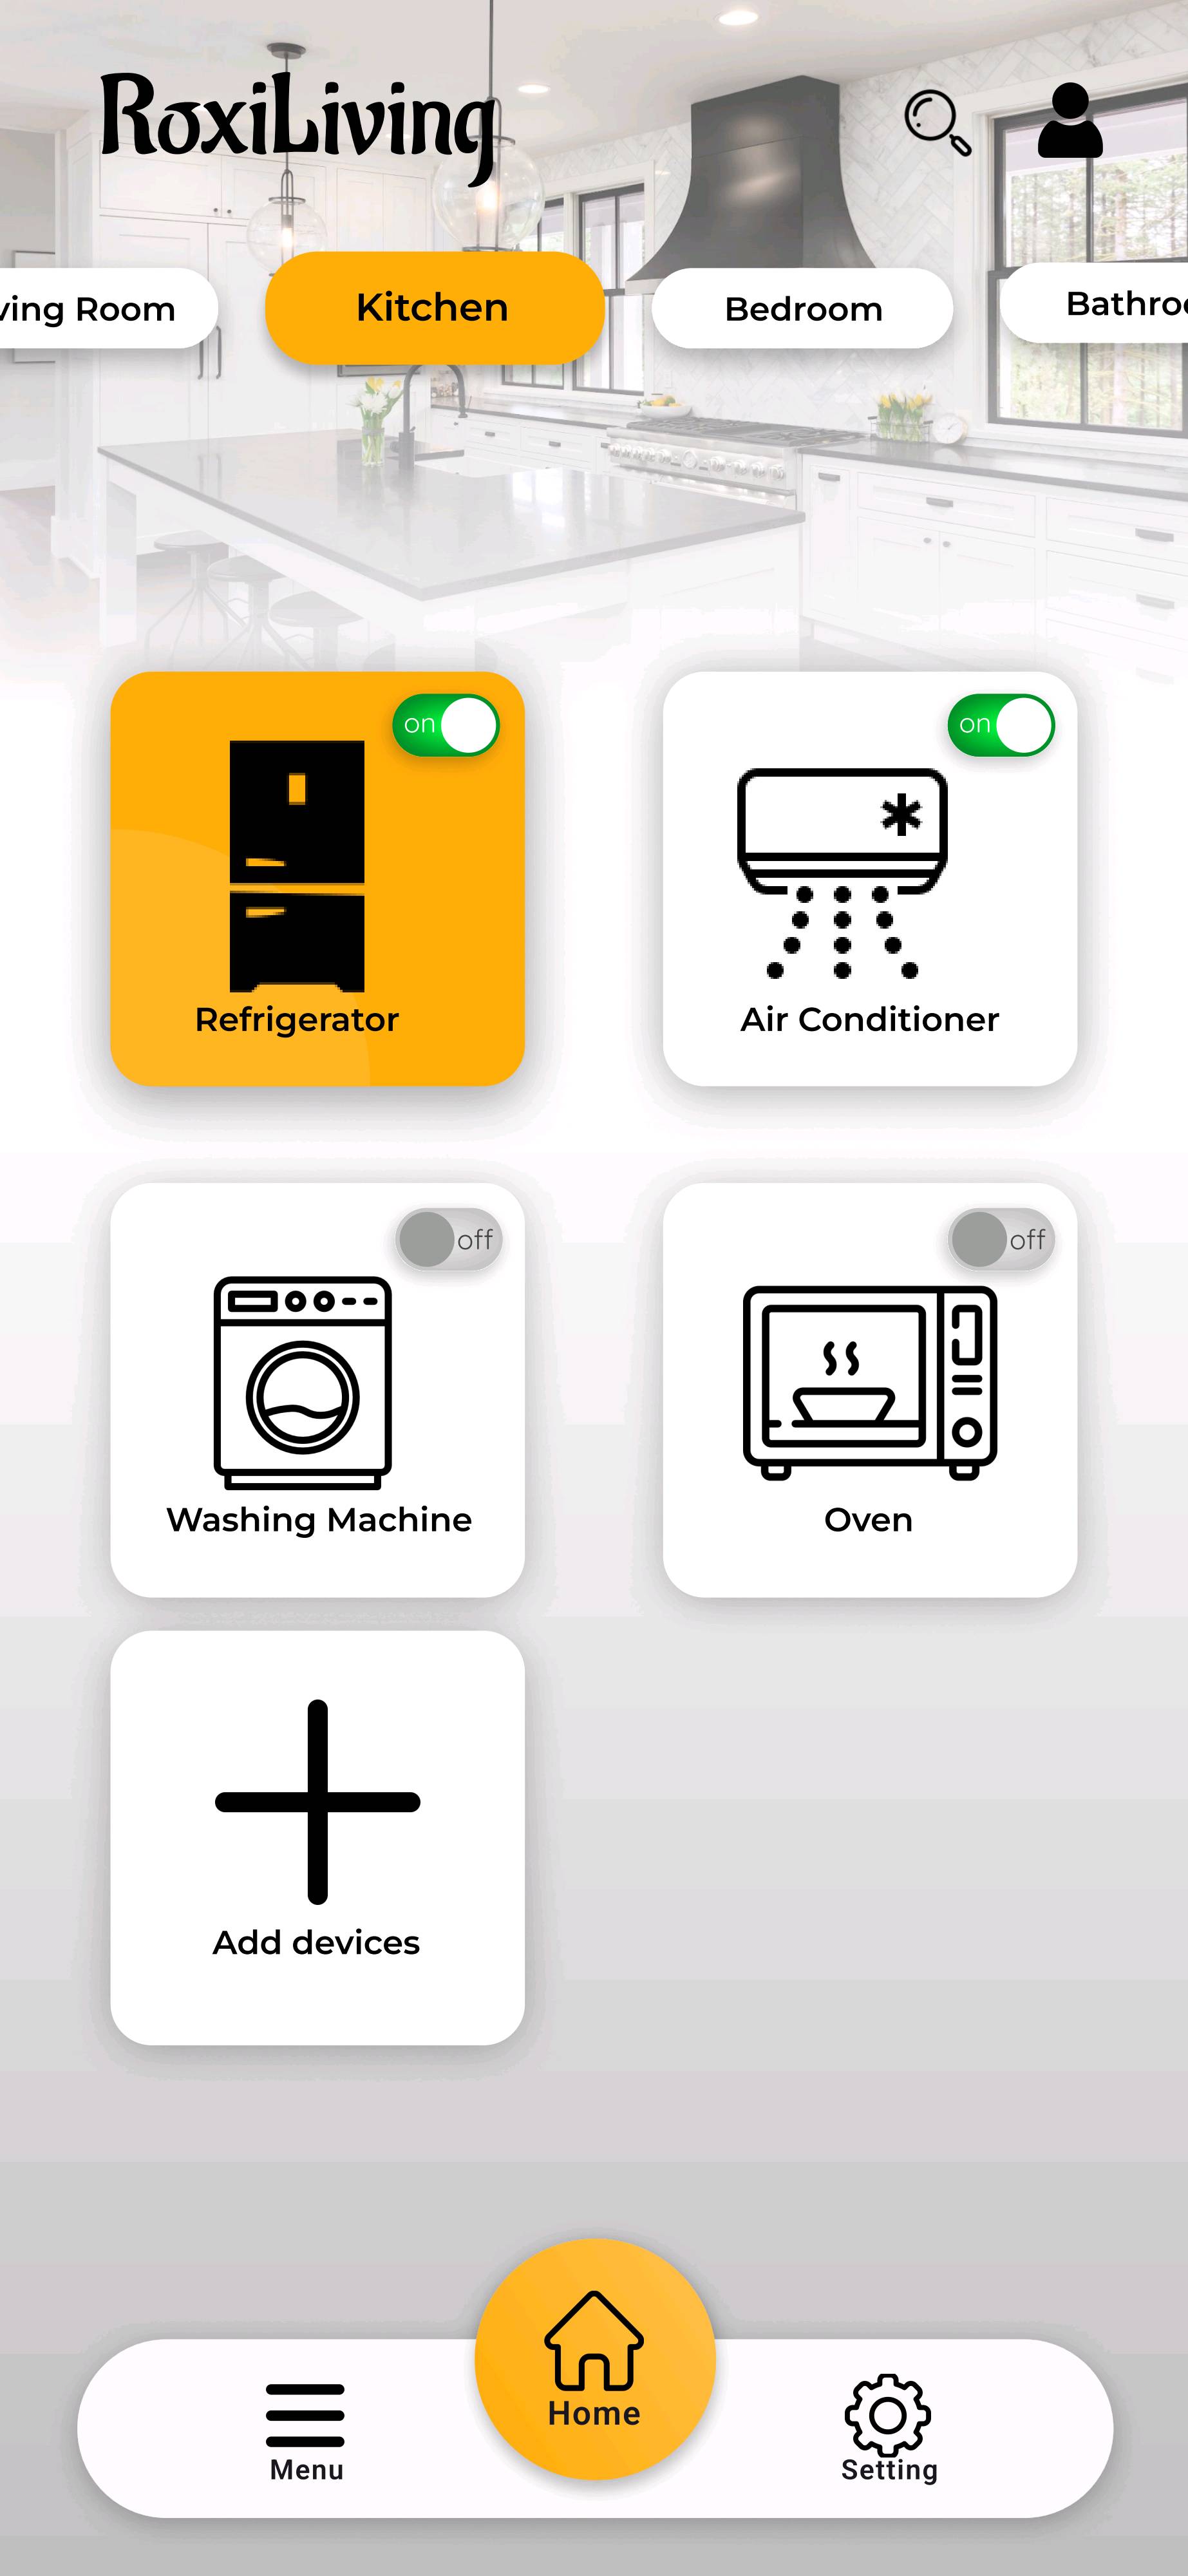 RoxiLiving
ving Room
Kitchen
Bedroom
Bathroo
on
on
Refrigerator
Air Conditioner
off
off
Washing Machine
Oven
Add devices
Home
Menu
Setting